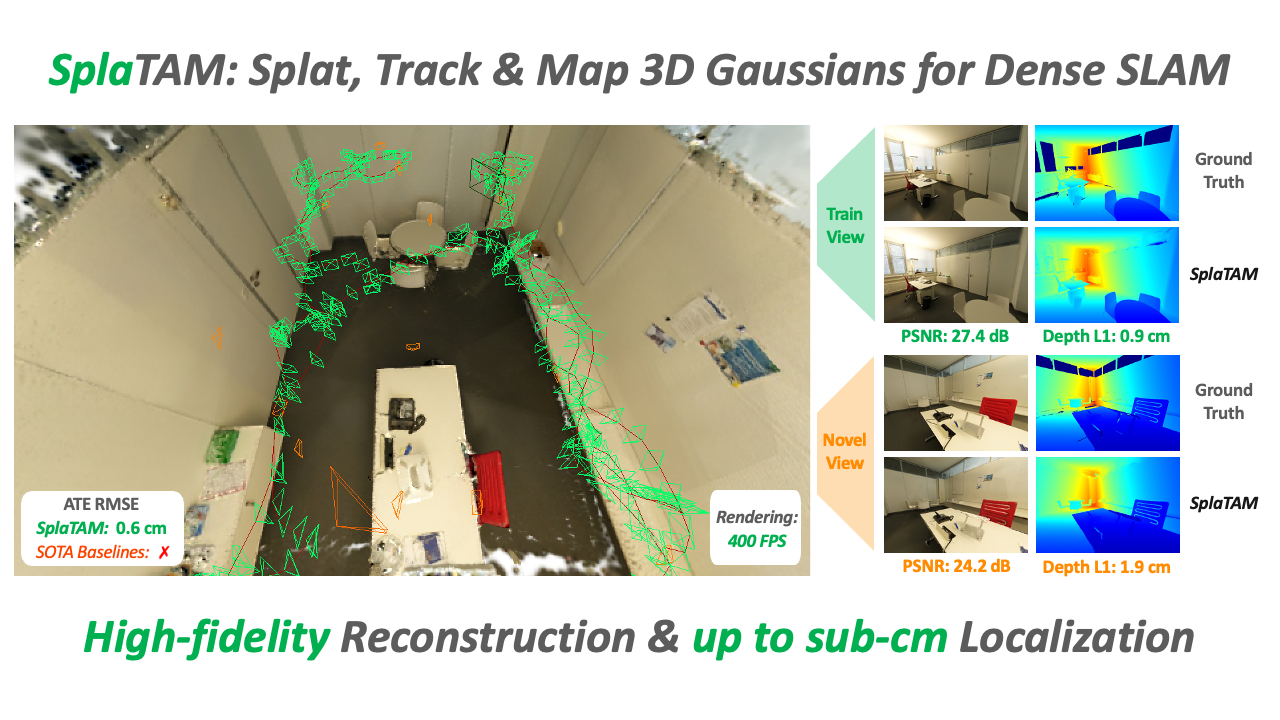 SplaTAM: Splat, Track & Map 3D Gaussians for Dense SLAM
Train
View
Ground
Truth
SplaTAM
PSNR: 27.4 dB
Depth L1: 0.9 cm
Novel
View
Ground
Truth
SplaTAM
PSNR: 24.2 dB
Depth L1: 1.9 cm
ATE RMSE
SplaTAM: 0.6 cm
SOTA Baselines: ✗
Rendering:
400 FPS
High-fidelity Reconstruction & up to sub-cm Localization